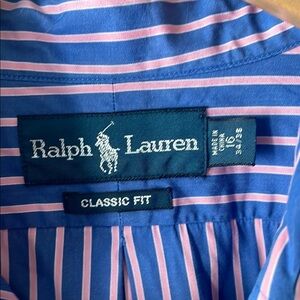 Ralph Lauren
MADE IN
CHINA
16
34/35
CLASSIC FIT